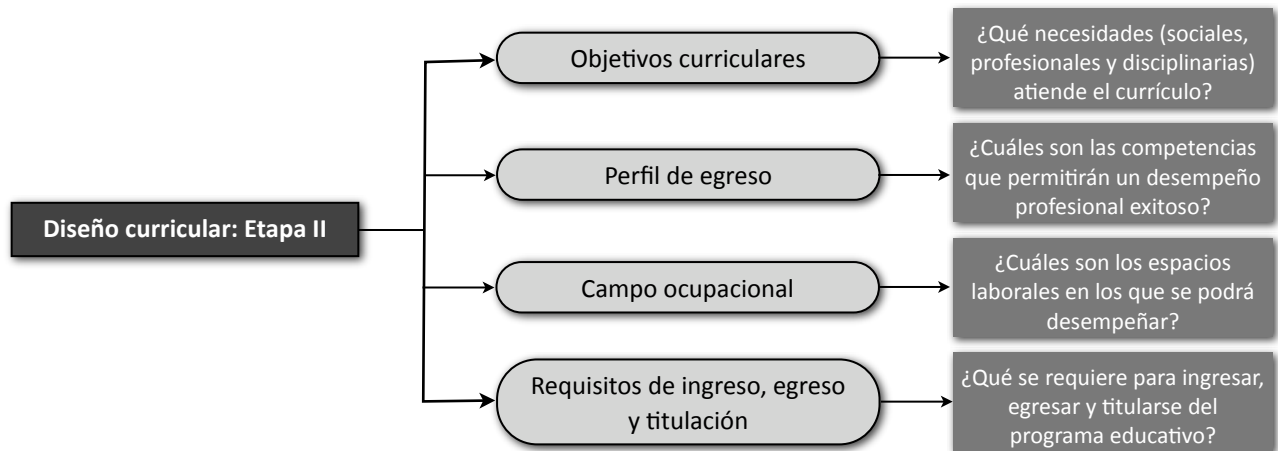 Diseño curricular: Etapa II
Objetivos curriculares
¿Qué necesidades (sociales,
profesionales y disciplinarias)
atiende el currículo?
Perfil de egreso
¿Cuáles son las competencias
que permitirán un desempeño
profesional exitoso?
Campo ocupacional
¿Cuáles son los espacios
laborales en los que se podrá
desempeñar?
Requisitos de ingreso, egreso
y titulación
¿Qué se requiere para ingresar,
egresar y titularse del
programa educativo?